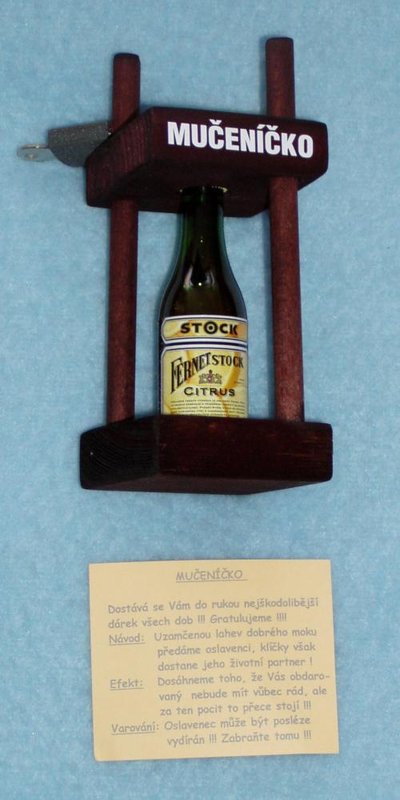 MUČENÍČKO
STOCK
FERNET STOCK
CITRUS
MUČENÍČKO
Dostává se Vám do rukou nejškodolibější
dárek všech dob !!! Gratulujeme !!!!
Návod: Uzamčenou lahev dobrého moku
předáme oslavenci, klíčky však
dostane jeho životní partner !
Efekt: Dosáhneme toho, že Vás obdaro-
vaný nebude mít vůbec rád, ale
za ten pocit to přece stojí !!!
Varování: Oslavenec může být posléze
vydírán !!! Zabraňte tomu !!!